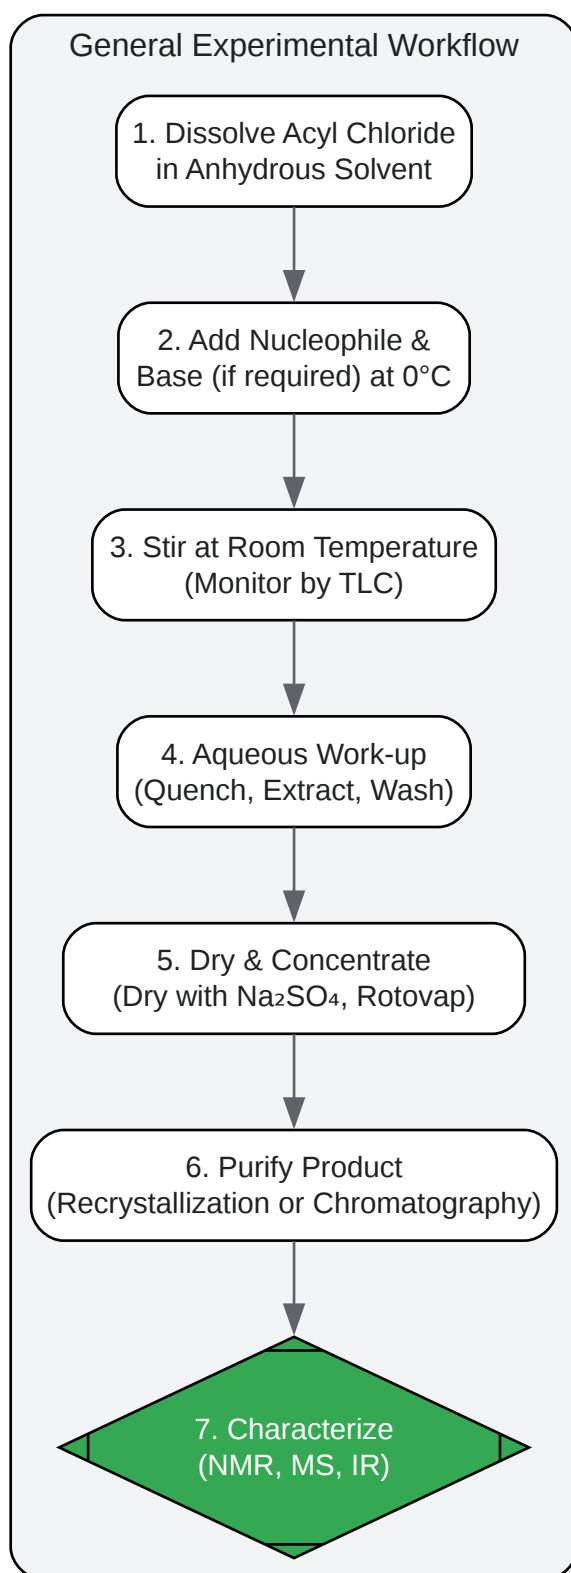 General Experimental Workflow
1. Dissolve Acyl Chloride
in Anhydrous Solvent
2. Add Nucleophile &
Base (if required) at 0°C
3. Stir at Room Temperature
(Monitor by TLC)
4. Aqueous Work-up
(Quench, Extract, Wash)
5. Dry & Concentrate
(Dry with Na₂SO₄, Rotovap)
6. Purify Product
(Recrystallization or Chromatography)
7. Characterize
(NMR, MS, IR)